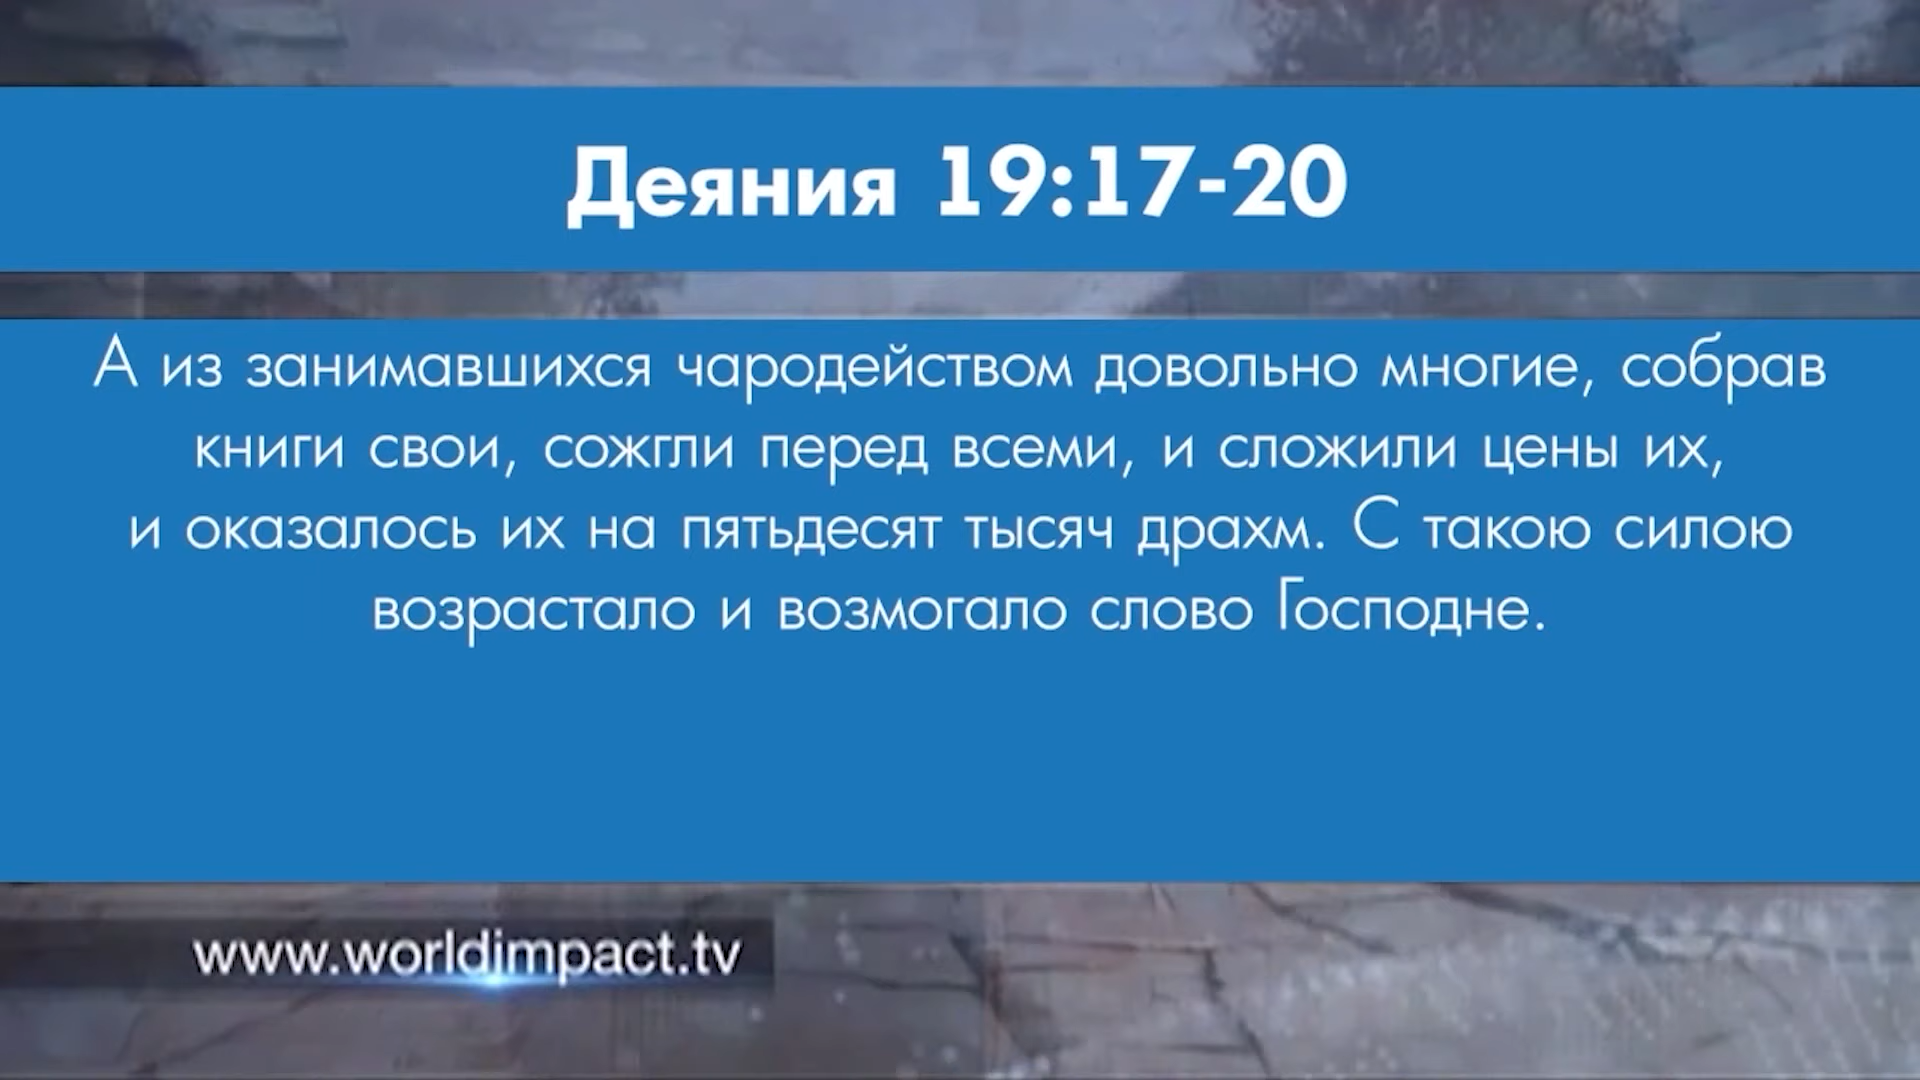 Деяния 19:17-20
А из занимавшихся чародейством довольно многие, собрав
книги свои, сожгли перед всеми, и сложили цены их,
и оказалось их на пятьдесят тысяч драхм. С такою силою
возрастало и возмогало слово Господне.
www.worldimpact.tv